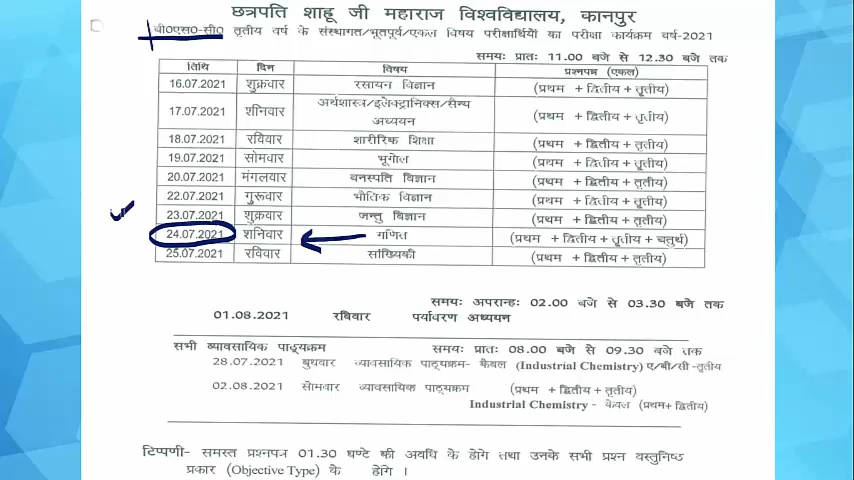 छत्रपति शाहू जी महाराज विश्वविद्यालय, कानपुर
बी०एस०-सी० तृतीय वर्ष के संस्थागत/भूतपूर्व/एकल विषय परीक्षार्थियों का परीक्षा कार्यक्रम वर्ष-2021
समयः प्रातः 11.00 बजे से 12.30 बजे तक
तिथि दिन विषय प्रश्नपत्र (एकल)
16.07.2021 शुक्रवार रसायन विज्ञान (प्रथम + द्वितीय + तृतीय)
17.07.2021 शनिवार अर्थशास्त्र/इलेक्ट्रानिक्स/सैन्य अध्ययन (प्रथम + द्वितीय + तृतीय)
18.07.2021 रविवार शारीरिक शिक्षा (प्रथम + द्वितीय + तृतीय)
19.07.2021 सोमवार भूगोल (प्रथम + द्वितीय + तृतीय)
20.07.2021 मंगलवार वनस्पति विज्ञान (प्रथम + द्वितीय + तृतीय)
22.07.2021 गुरूवार भौतिक विज्ञान (प्रथम + द्वितीय + तृतीय)
23.07.2021 शुक्रवार जन्तु विज्ञान (प्रथम + द्वितीय + तृतीय)
24.07.2021 शनिवार गणित (प्रथम + द्वितीय + तृतीय + चतुर्थ)
25.07.2021 रविवार सांख्यिकी (प्रथम + द्वितीय + तृतीय)
समयः अपरान्हः 02.00 बजे से 03.30 बजे तक
01.08.2021 रविवार पर्यावरण अध्ययन
सभी व्यावसायिक पाठ्यक्रम समयः प्रातः 08.00 बजे से 09.30 बजे तक
28.07.2021 बुधवार व्यावसायिक पाठ्यक्रम- केवल (Industrial Chemistry) ए/बी/सी -तृतीय
02.08.2021 सोमवार व्यावसायिक पाठ्यक्रम (प्रथम + द्वितीय + तृतीय)
Industrial Chemistry - केवल (प्रथम+ द्वितीय)
टिप्पणी- समस्त प्रश्नपत्र 01.30 घण्टे की अवधि के होगे तथा उनके सभी प्रश्न वस्तुनिष्ठ
प्रकार (Objective Type) के होगे ।